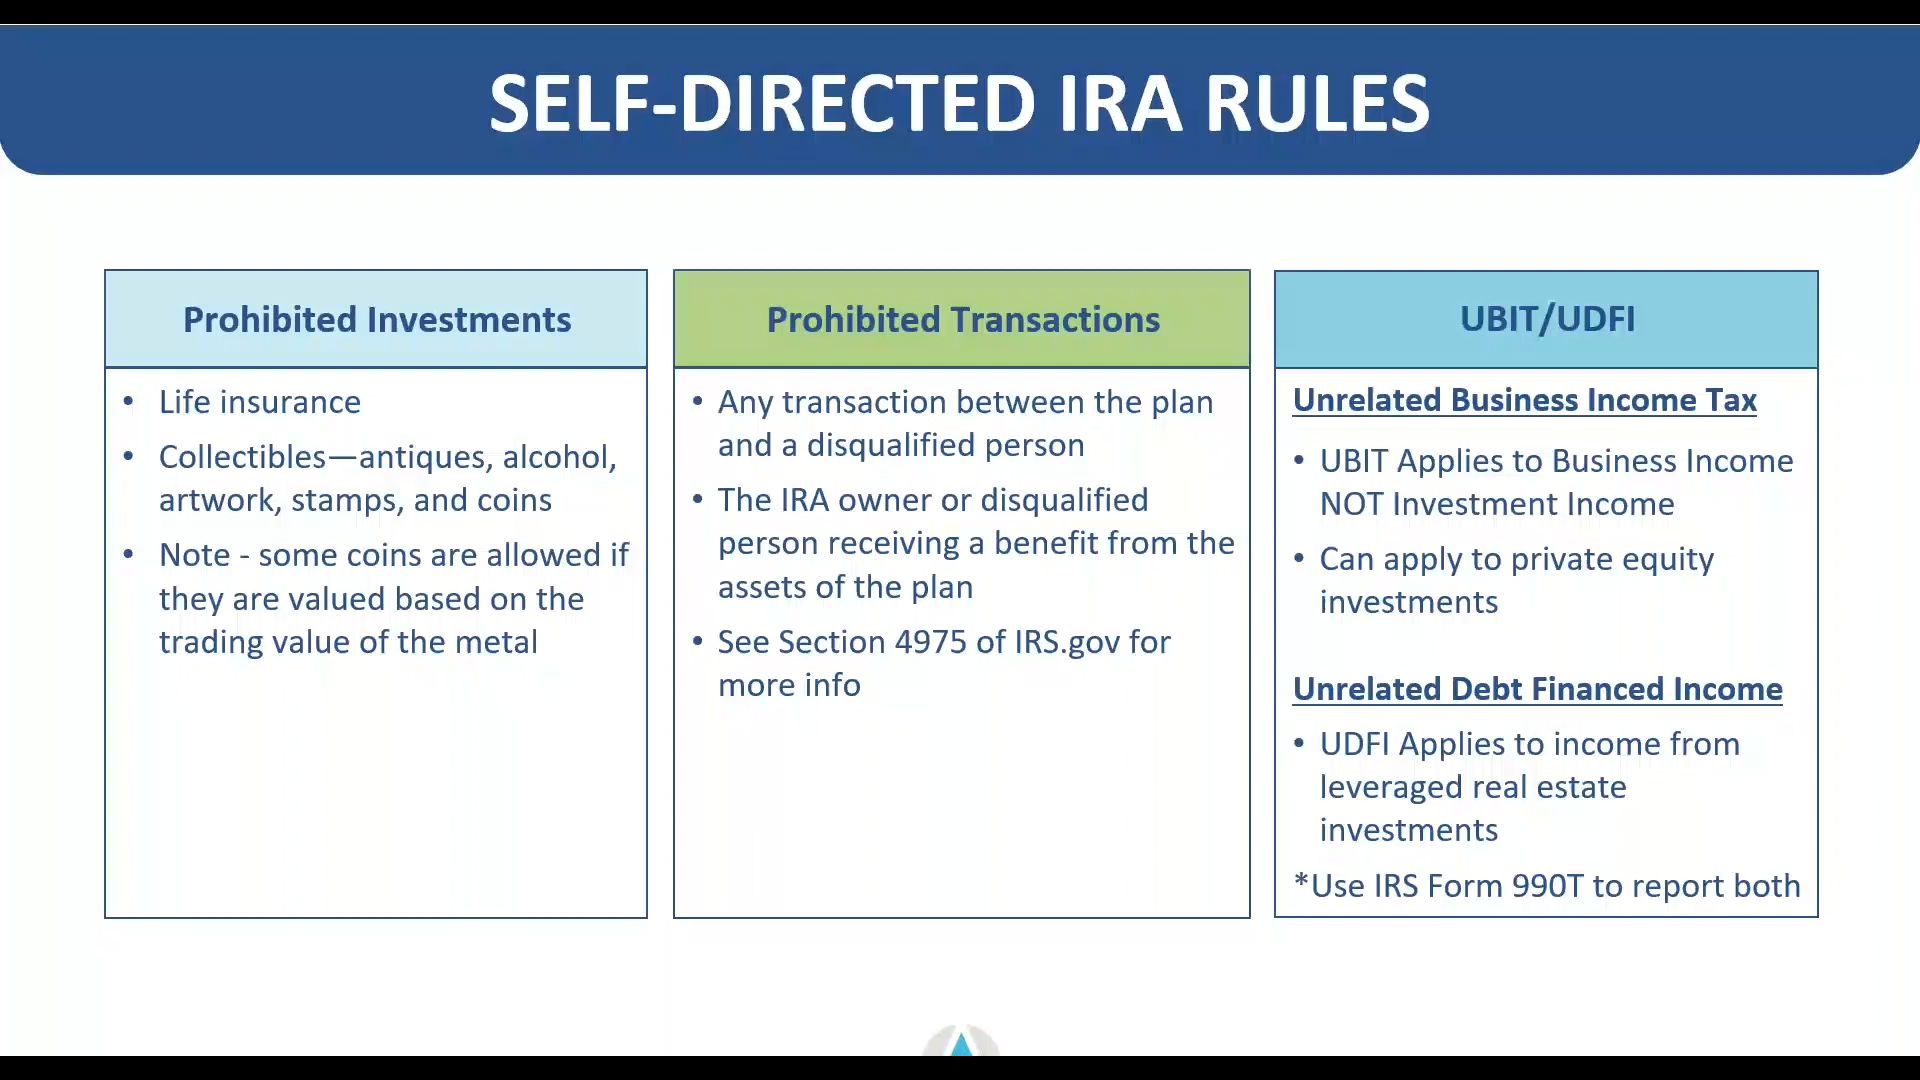 SELF-DIRECTED IRA RULES
Prohibited Investments
• Life insurance
• Collectibles—antiques, alcohol,
artwork, stamps, and coins
• Note - some coins are allowed if
they are valued based on the
trading value of the metal
Prohibited Transactions
• Any transaction between the plan
and a disqualified person
• The IRA owner or disqualified
person receiving a benefit from the
assets of the plan
• See Section 4975 of IRS.gov for
more info
UBIT/UDFI
Unrelated Business Income Tax
• UBIT Applies to Business Income
NOT Investment Income
• Can apply to private equity
investments
Unrelated Debt Financed Income
• UDFI Applies to income from
leveraged real estate
investments
*Use IRS Form 990T to report both